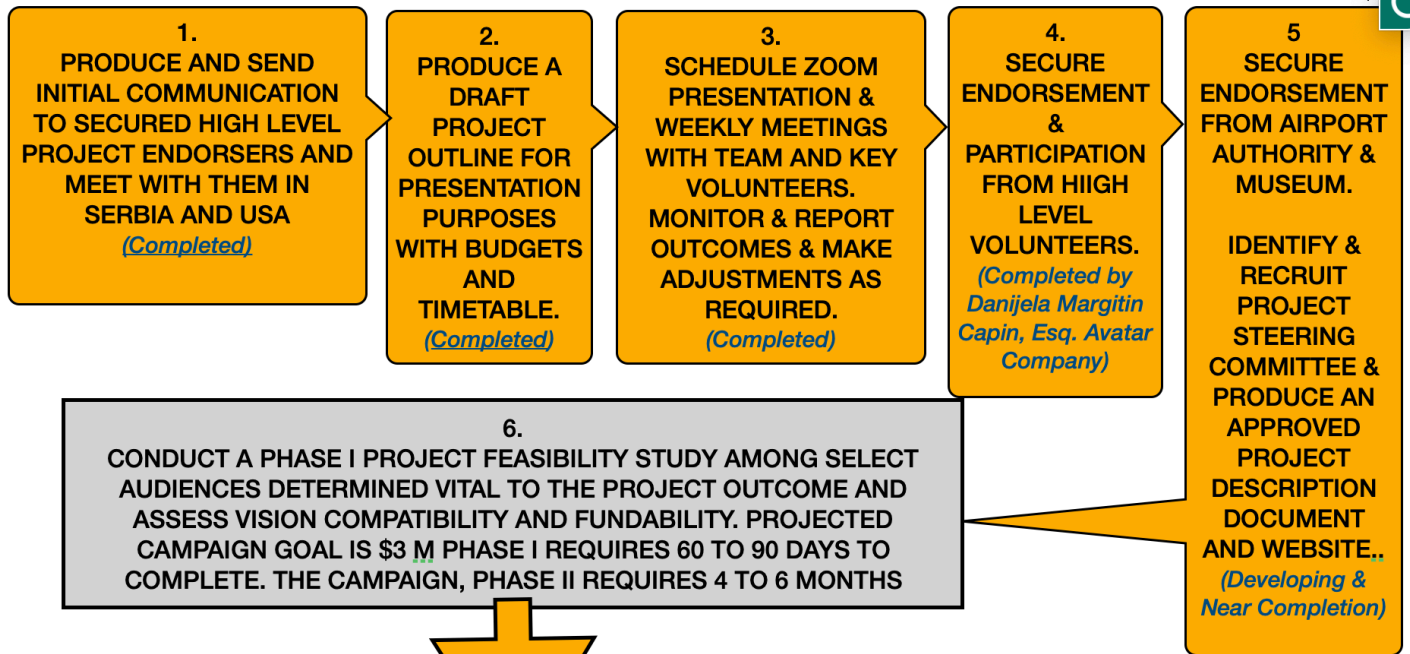 1.
PRODUCE AND SEND
INITIAL COMMUNICATION
TO SECURED HIGH LEVEL
PROJECT ENDORSERS AND
MEET WITH THEM IN
SERBIA AND USA
(Completed)
2.
PRODUCE A
DRAFT
PROJECT
OUTLINE FOR
PRESENTATION
PURPOSES
WITH BUDGETS
AND
TIMETABLE.
(Completed)
3.
SCHEDULE ZOOM
PRESENTATION &
WEEKLY MEETINGS
WITH TEAM AND KEY
VOLUNTEERS.
MONITOR & REPORT
OUTCOMES & MAKE
ADJUSTMENTS AS
REQUIRED.
(Completed)
4.
SECURE
ENDORSEMENT
&
PARTICIPATION
FROM HIIGH
LEVEL
VOLUNTEERS.
(Completed by
Danijela Margitin
Capin, Esq. Avatar
Company)
5
SECURE
ENDORSEMENT
FROM AIRPORT
AUTHORITY &
MUSEUM.
IDENTIFY &
RECRUIT
PROJECT
STEERING
COMMITTEE &
PRODUCE AN
APPROVED
PROJECT
DESCRIPTION
DOCUMENT
AND WEBSITE..
(Developing &
Near Completion)
6.
CONDUCT A PHASE I PROJECT FEASIBILITY STUDY AMONG SELECT
AUDIENCES DETERMINED VITAL TO THE PROJECT OUTCOME AND
ASSESS VISION COMPATIBILITY AND FUNDABILITY. PROJECTED
CAMPAIGN GOAL IS $3 M PHASE I REQUIRES 60 TO 90 DAYS TO
COMPLETE. THE CAMPAIGN, PHASE II REQUIRES 4 TO 6 MONTHS